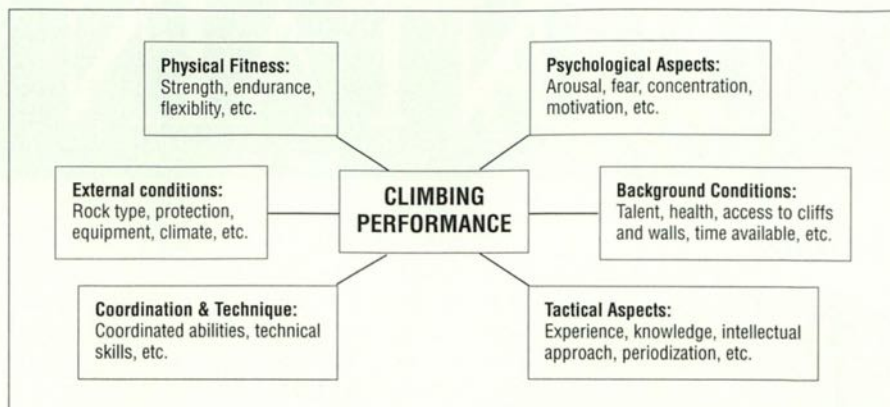 Physical Fitness:
Strength, endurance,
flexiblity, etc.
Psychological Aspects:
Arousal, fear, concentration,
motivation, etc.
External conditions:
Rock type, protection,
equipment, climate, etc.
CLIMBING
PERFORMANCE
Background Conditions:
Talent, health, access to cliffs
and walls, time available, etc.
Coordination & Technique:
Coordinated abilities, technical
skills, etc.
Tactical Aspects:
Experience, knowledge, intellectual
approach, periodization, etc.